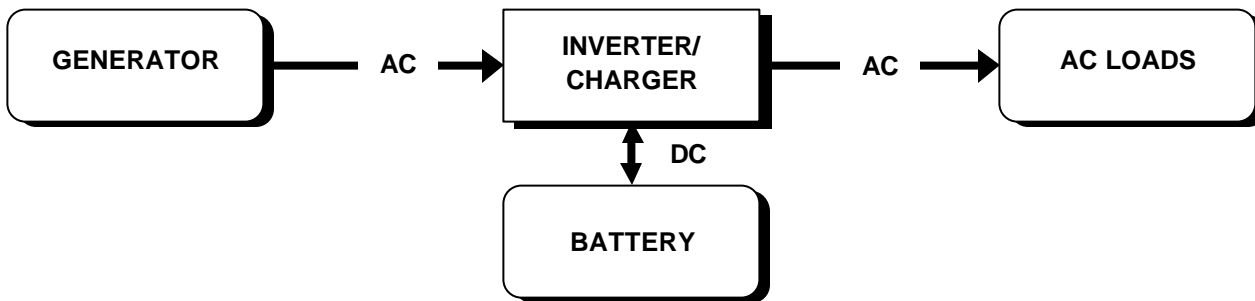 GENERATOR
AC
INVERTER/
CHARGER
AC
AC LOADS
DC
BATTERY